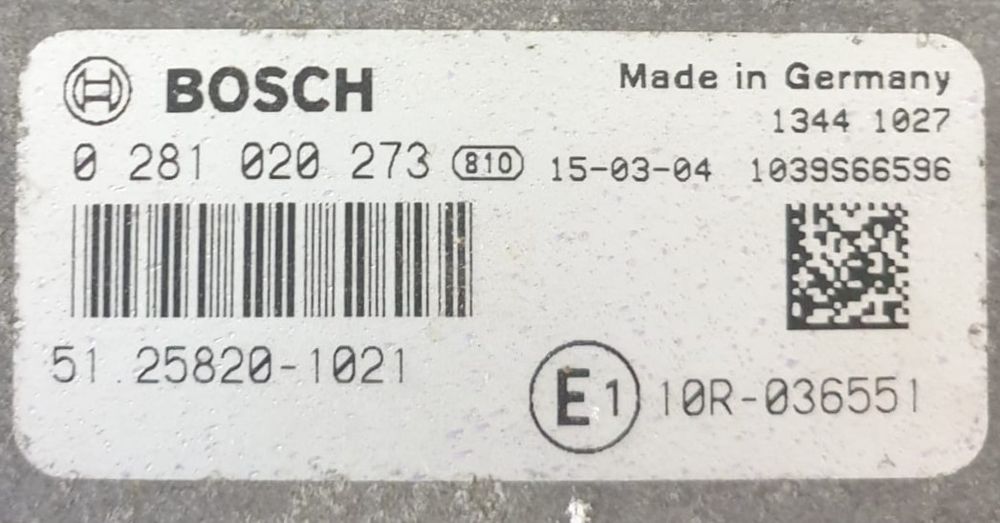 BOSCH
Made in Germany
1344 1027
0 281 020 273 810 15-03-04 1039S66596
51.25820-1021
E1 10R-036551